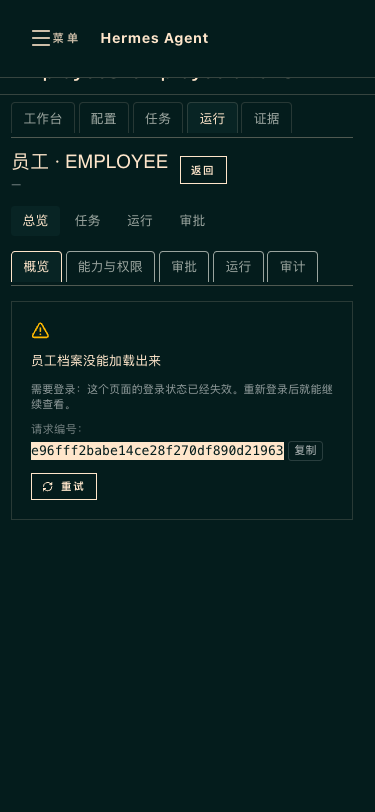 菜单
Hermes Agent
工作台 配置 任务 运行 证据
员工 · EMPLOYEE 返回
—
总览 任务 运行 审批
概览 能力与权限 审批 运行 审计
员工档案没能加载出来
需要登录：这个页面的登录状态已经失效。重新登录后就能继
续查看。
请求编号：
e96fff2babe14ce28f270df890d21963 复制
重试